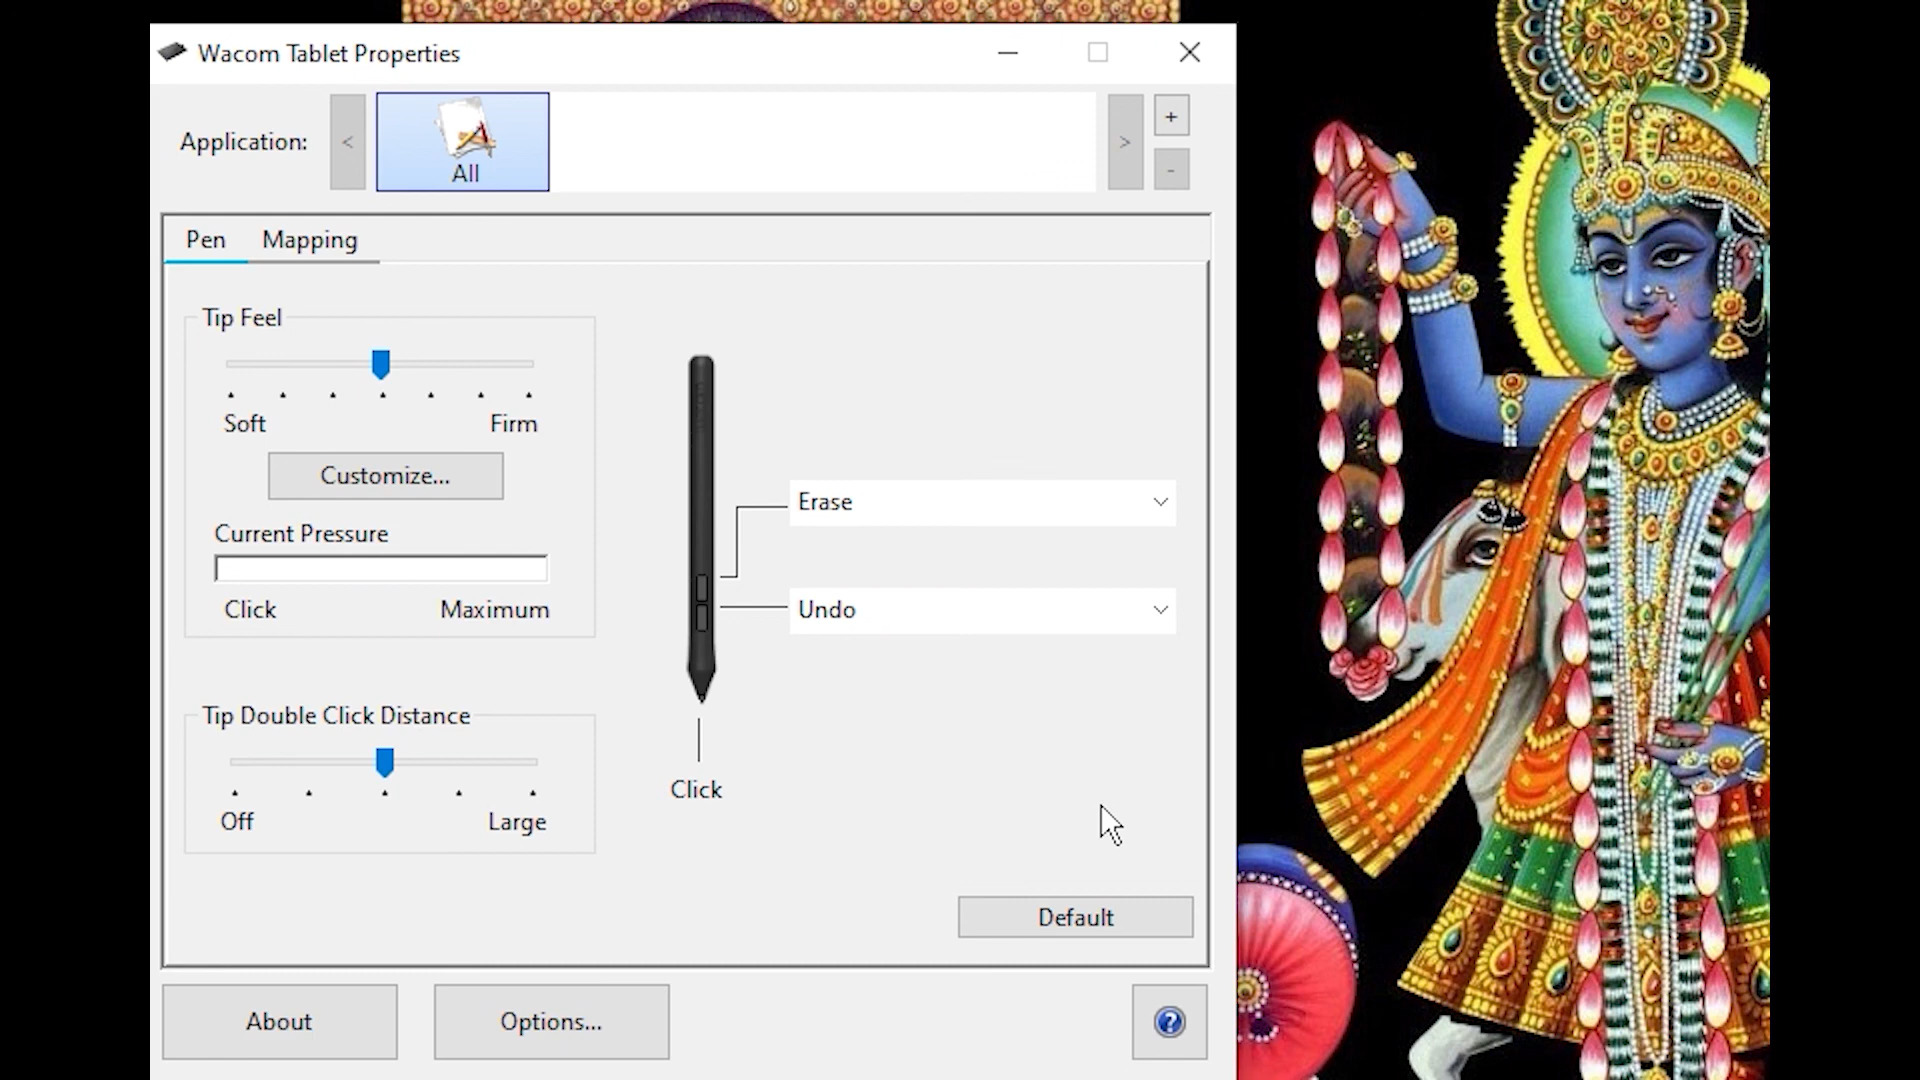 Wacom Tablet Properties
Application:
<
All
>
+
-
Pen Mapping
Tip Feel
Soft Firm
Customize...
Current Pressure
Click Maximum
Erase
Undo
Click
Tip Double Click Distance
Off Large
Default
About Options... ?